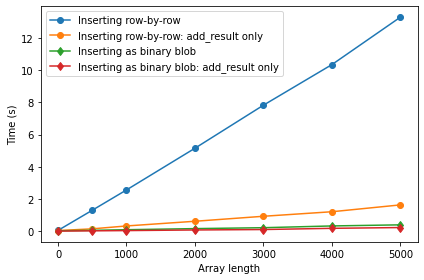 Inserting row-by-row
Inserting row-by-row: add_result only
Inserting as binary blob
Inserting as binary blob: add_result only
Time (s)
12
10
8
6
4
2
0
0
1000
2000
3000
4000
5000
Array length